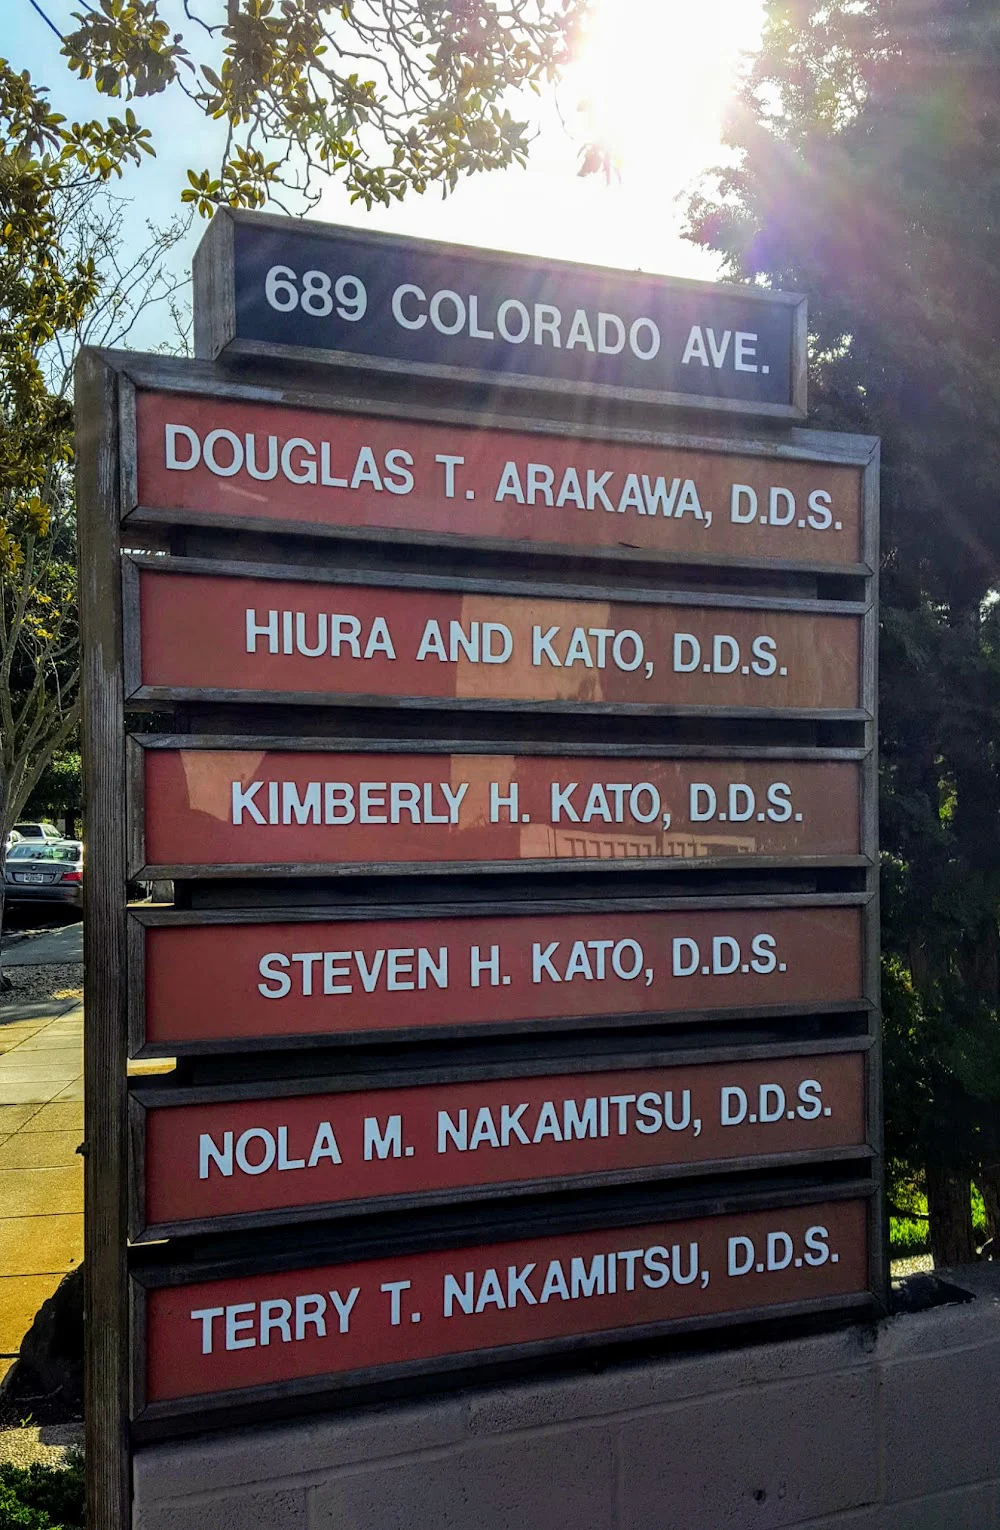 689 COLORADO AVE.
DOUGLAS T. ARAKAWA, D.D.S.
HIURA AND KATO, D.D.S.
KIMBERLY H. KATO, D.D.S.
STEVEN H. KATO, D.D.S.
NOLA M. NAKAMITSU, D.D.S.
TERRY T. NAKAMITSU, D.D.S.